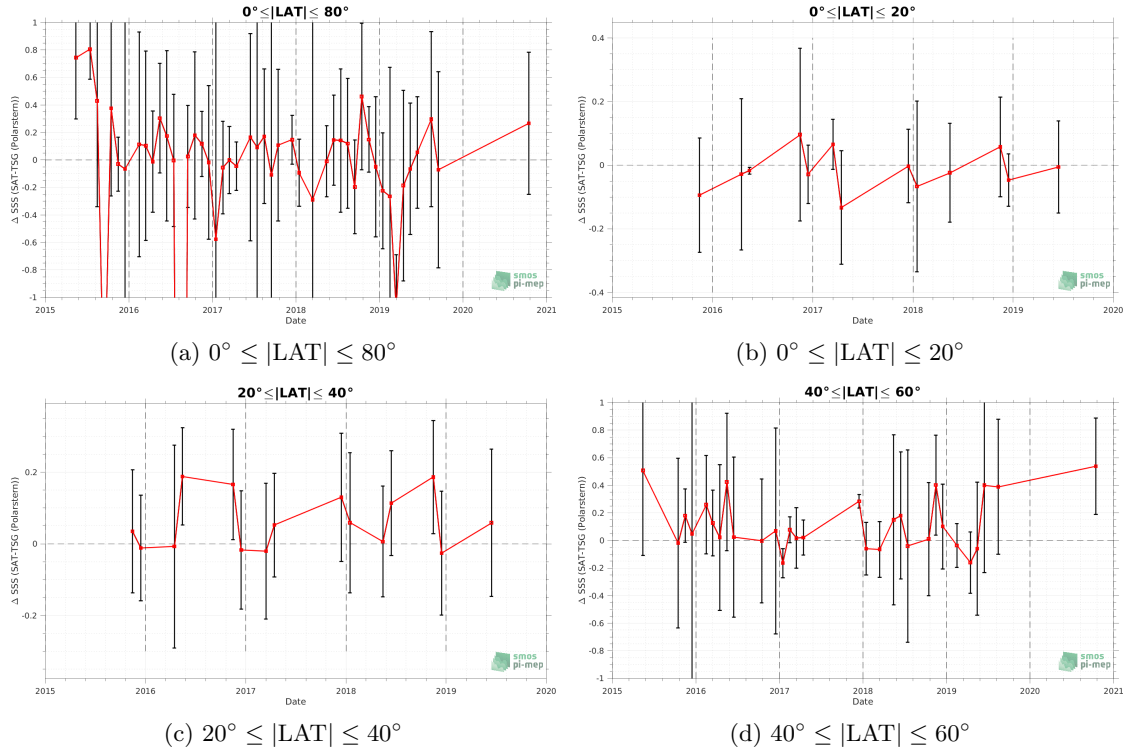 0°≤|LAT|≤ 80°
Δ SSS (SAT-TSG (Polarstern))
1
0.8
0.6
0.4
0.2
0
-0.2
-0.4
-0.6
-0.8
-1
2015 2016 2017 2018 2019 2020 2021
Date
smos
pi-mep
(a) 0° ≤ |LAT| ≤ 80°
0°≤|LAT|≤ 20°
Δ SSS (SAT-TSG (Polarstern))
0.4
0.2
0
-0.2
-0.4
2015 2016 2017 2018 2019 2020
Date
smos
pi-mep
(b) 0° ≤ |LAT| ≤ 20°
20°≤|LAT|≤ 40°
Δ SSS (SAT-TSG (Polarstern))
0.2
0
-0.2
2015 2016 2017 2018 2019 2020
Date
smos
pi-mep
(c) 20° ≤ |LAT| ≤ 40°
40°≤|LAT|≤ 60°
Δ SSS (SAT-TSG (Polarstern))
1
0.8
0.6
0.4
0.2
0
-0.2
-0.4
-0.6
-0.8
-1
2015 2016 2017 2018 2019 2020 2021
Date
smos
pi-mep
(d) 40° ≤ |LAT| ≤ 60°